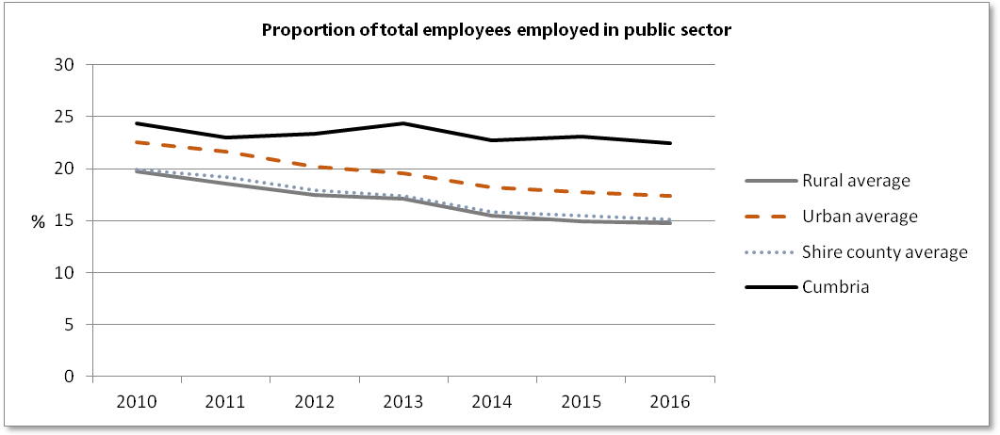 Proportion of total employees employed in public sector
30
25
20
15
10
5
0
%
2010 2011 2012 2013 2014 2015 2016
Rural average
Urban average
Shire county average
Cumbria